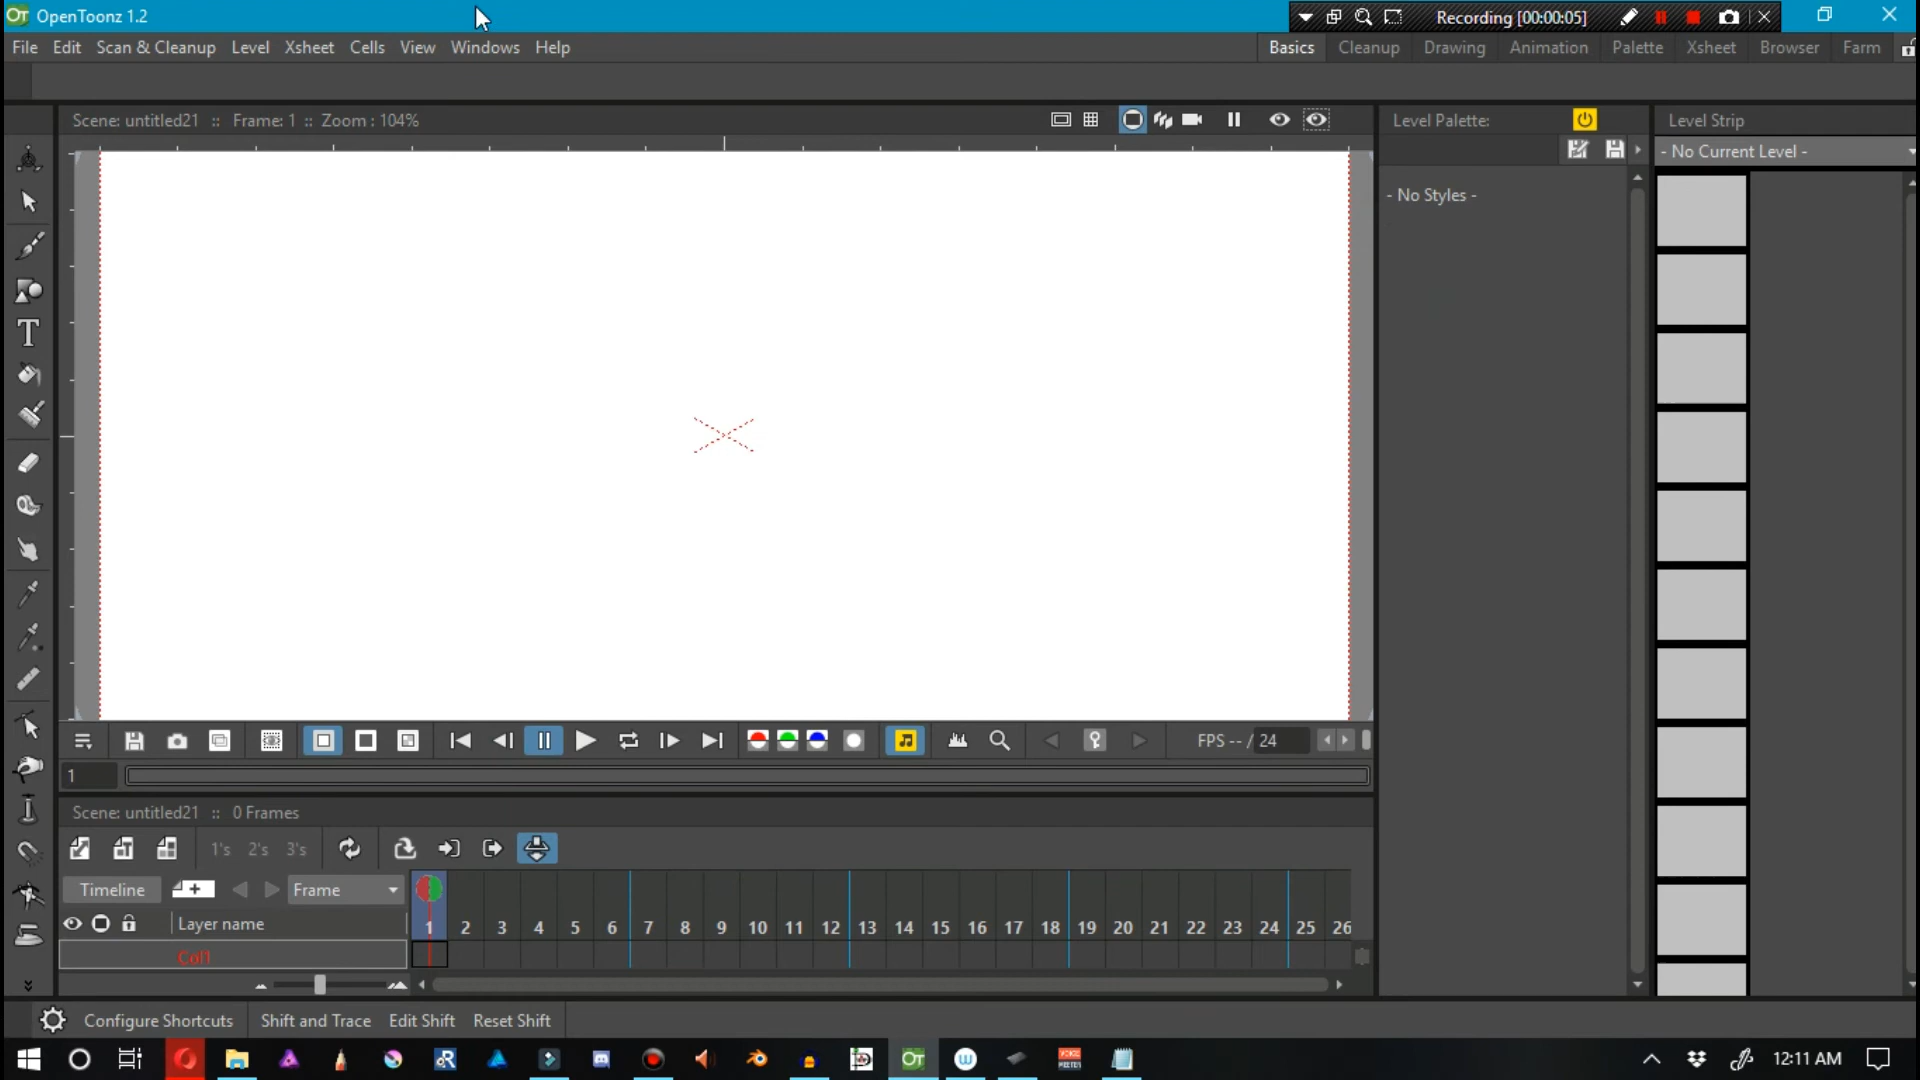 OpenToonz 1.2
Recording [00:00:05]
File Edit Scan & Cleanup Level Xsheet Cells View Windows Help
Basics Cleanup Drawing Animation Palette Xsheet Browser Farm
Scene: untitled21 :: Frame: 1 :: Zoom : 104%
Level Palette:
Level Strip
- No Current Level -
- No Styles -
FPS -- / 24
1
Scene: untitled21 :: 0 Frames
1's 2's 3's
Timeline
Frame
Layer name
1 2 3 4 5 6 7 8 9 10 11 12 13 14 15 16 17 18 19 20 21 22 23 24 25 26
Col1
Configure Shortcuts Shift and Trace Edit Shift Reset Shift
12:11 AM